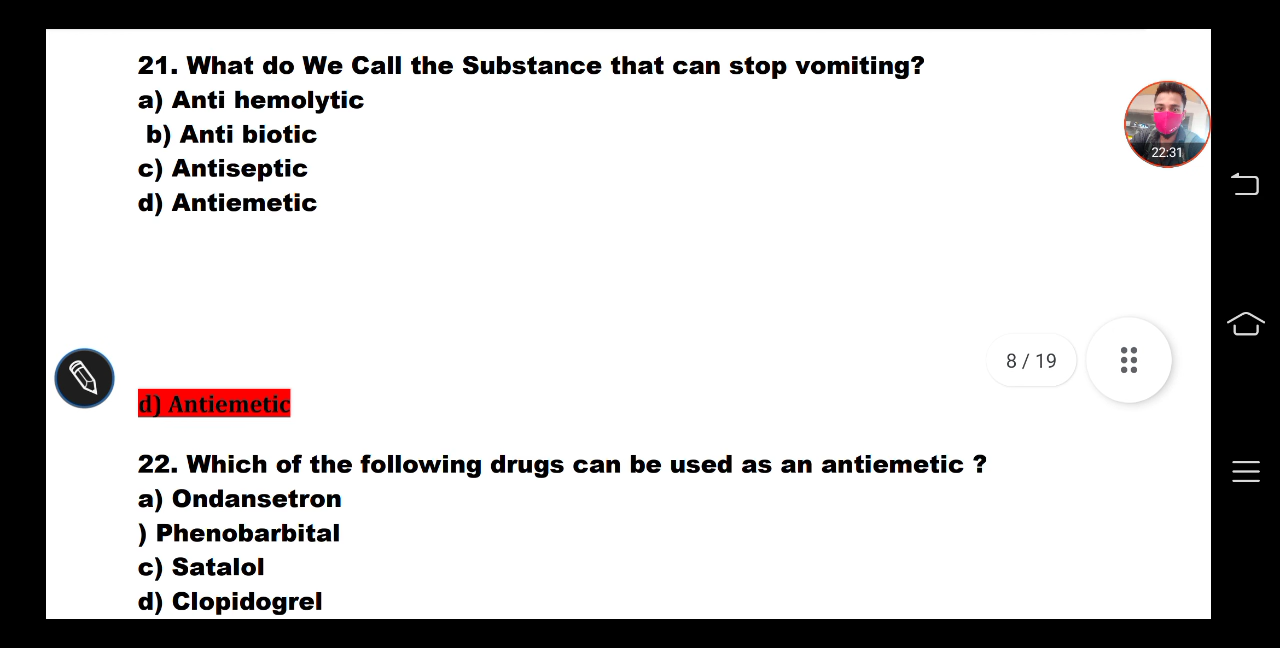 21. What do We Call the Substance that can stop vomiting?
a) Anti hemolytic
b) Anti biotic
c) Antiseptic
d) Antiemetic
22:31
8 / 19
d) Antiemetic
22. Which of the following drugs can be used as an antiemetic ?
a) Ondansetron
) Phenobarbital
c) Satalol
d) Clopidogrel